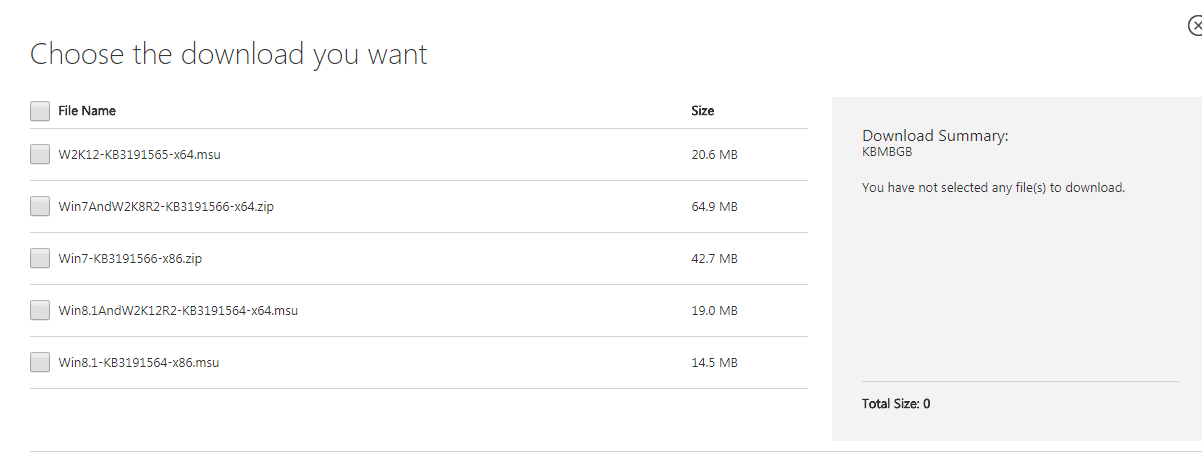 Choose the download you want
File Name Size
W2K12-KB3191565-x64.msu 20.6 MB
Win7AndW2K8R2-KB3191566-x64.zip 64.9 MB
Win7-KB3191566-x86.zip 42.7 MB
Win8.1AndW2K12R2-KB3191564-x64.msu 19.0 MB
Win8.1-KB3191564-x86.msu 14.5 MB
Download Summary:
KBMBGB
You have not selected any file(s) to download.
Total Size: 0